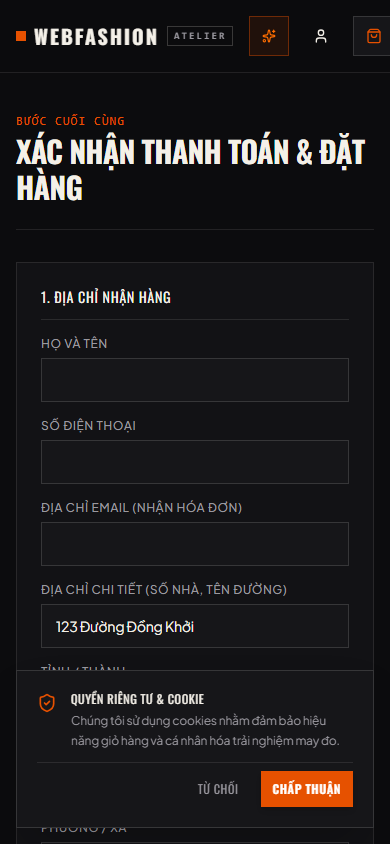 WEBFASHION ATELIER
BƯỚC CUỐI CÙNG
XÁC NHẬN THANH TOÁN & ĐẶT
HÀNG
1. ĐỊA CHỈ NHẬN HÀNG
HỌ VÀ TÊN
SỐ ĐIỆN THOẠI
ĐỊA CHỈ EMAIL (NHẬN HÓA ĐƠN)
ĐỊA CHỈ CHI TIẾT (SỐ NHÀ, TÊN ĐƯỜNG)
123 Đường Đồng Khởi
TỈNH / THÀNH
QUYỀN RIÊNG TƯ & COOKIE
Chúng tôi sử dụng cookies nhằm đảm bảo hiệu
năng giỏ hàng và cá nhân hóa trải nghiệm may đo.
TỪ CHỐI
CHẤP THUẬN
PHƯỜNG / XÃ